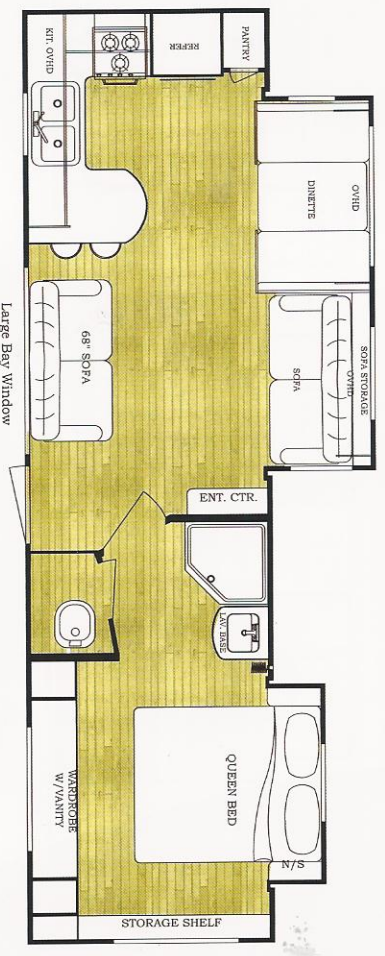 KIT. OVHD
REFER
PANTRY
DINETTE
OVHD
68" SOFA
SOFA
OVHD
SOFA STORAGE
Large Bay Window
ENT. CTR.
LAV. BASE
QUEEN BED
N/S
WARDROBE
W/VANITY
STORAGE SHELF